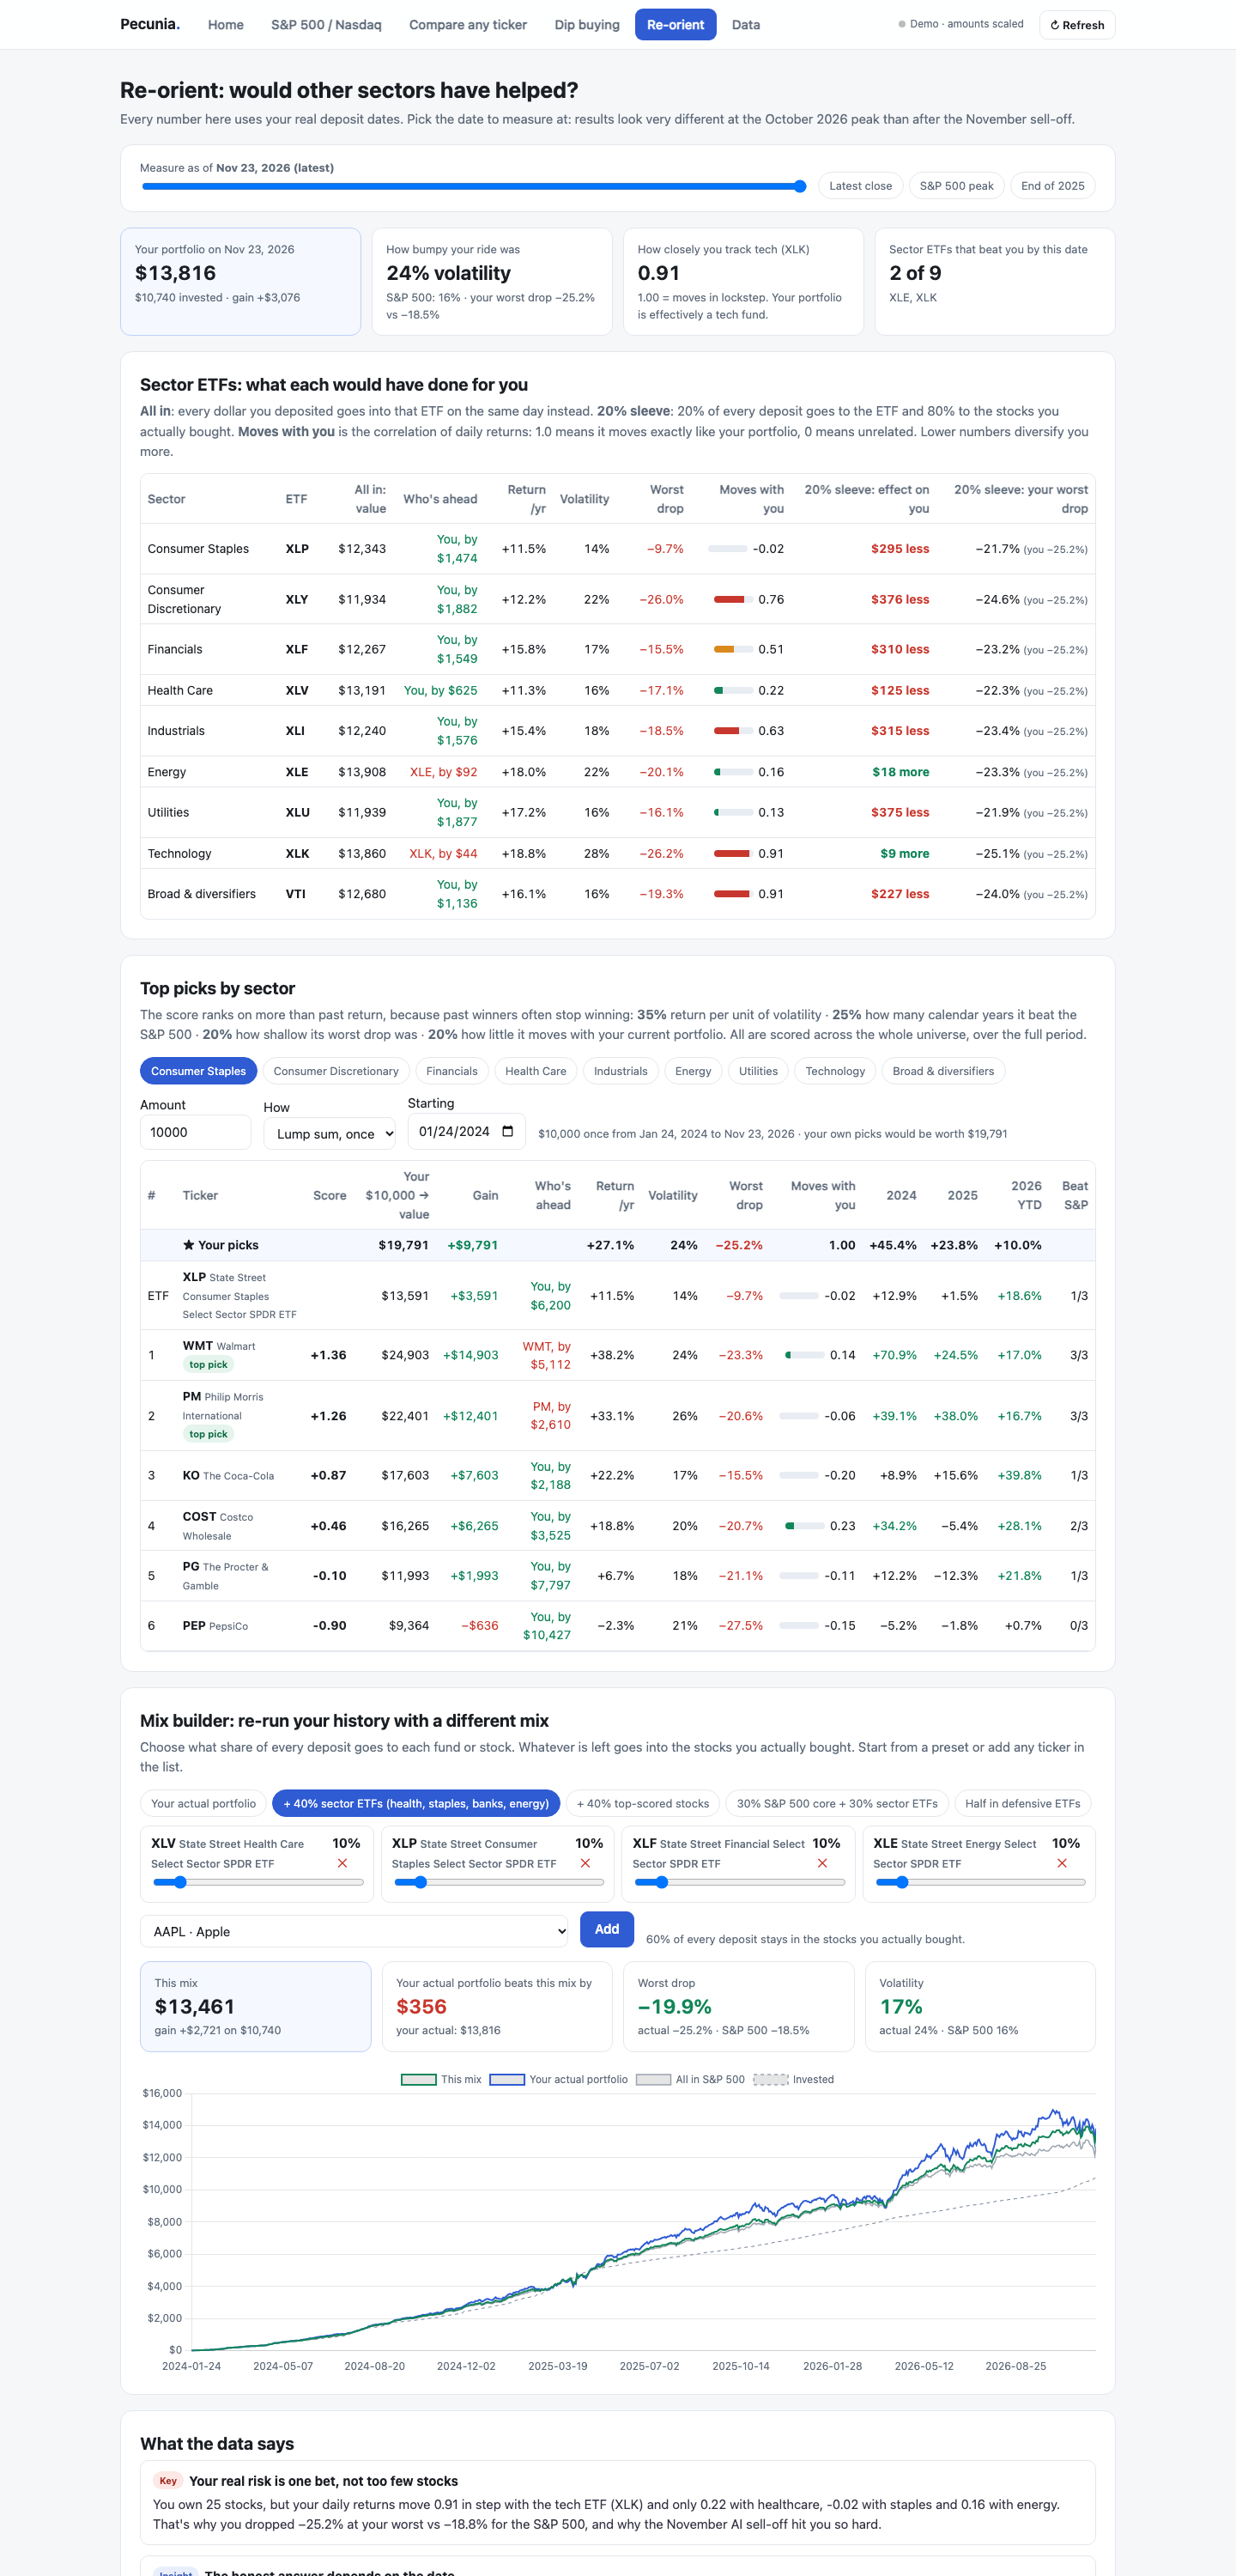 Pecunia.
Home
S&P 500 / Nasdaq
Compare any ticker
Dip buying
Re-orient
Data
Demo · amounts scaled
↻ Refresh
Re-orient: would other sectors have helped?
Every number here uses your real deposit dates. Pick the date to measure at: results look very different at the October 2026 peak than after the November sell-off.
Measure as of Nov 23, 2026 (latest)
Latest close
S&P 500 peak
End of 2025
Your portfolio on Nov 23, 2026
$13,816
$10,740 invested · gain +$3,076
How bumpy your ride was
24% volatility
S&P 500: 16% · your worst drop −25.2%
vs −18.5%
How closely you track tech (XLK)
0.91
1.00 = moves in lockstep. Your portfolio
is effectively a tech fund.
Sector ETFs that beat you by this date
2 of 9
XLE, XLK
Sector ETFs: what each would have done for you
All in: every dollar you deposited goes into that ETF on the same day instead. 20% sleeve: 20% of every deposit goes to the ETF and 80% to the stocks you
actually bought. Moves with you is the correlation of daily returns: 1.0 means it moves exactly like your portfolio, 0 means unrelated. Lower numbers diversify you
more.
Sector ETF All in: value Who's ahead Return /yr Volatility Worst drop Moves with you 20% sleeve: effect on you 20% sleeve: your worst drop
Consumer Staples XLP $12,343 You, by $1,474 +11.5% 14% −9.7% -0.02 $295 less −21.7% (you −25.2%)
Consumer Discretionary XLY $11,934 You, by $1,882 +12.2% 22% −26.0% 0.76 $376 less −24.6% (you −25.2%)
Financials XLF $12,267 You, by $1,549 +15.8% 17% −15.5% 0.51 $310 less −23.2% (you −25.2%)
Health Care XLV $13,191 You, by $625 +11.3% 16% −17.1% 0.22 $125 less −22.3% (you −25.2%)
Industrials XLI $12,240 You, by $1,576 +15.4% 18% −18.5% 0.63 $315 less −23.4% (you −25.2%)
Energy XLE $13,908 XLE, by $92 +18.0% 22% −20.1% 0.16 $18 more −23.3% (you −25.2%)
Utilities XLU $11,939 You, by $1,877 +17.2% 16% −16.1% 0.13 $375 less −21.9% (you −25.2%)
Technology XLK $13,860 XLK, by $44 +18.8% 28% −26.2% 0.91 $9 more −25.1% (you −25.2%)
Broad & diversifiers VTI $12,680 You, by $1,136 +16.1% 16% −19.3% 0.91 $227 less −24.0% (you −25.2%)
Top picks by sector
The score ranks on more than past return, because past winners often stop winning: 35% return per unit of volatility · 25% how many calendar years it beat the
S&P 500 · 20% how shallow its worst drop was · 20% how little it moves with your current portfolio. All are scored across the whole universe, over the full period.
Consumer Staples
Consumer Discretionary
Financials
Health Care
Industrials
Energy
Utilities
Technology
Broad & diversifiers
Amount
10000
How
Lump sum, once
Starting
01/24/2024
$10,000 once from Jan 24, 2024 to Nov 23, 2026 · your own picks would be worth $19,791
# Ticker Score Your $10,000 → value Gain Who's ahead Return /yr Volatility Worst drop Moves with you 2024 2025 2026 YTD Beat S&P
★ Your picks $19,791 +$9,791 +27.1% 24% −25.2% 1.00 +45.4% +23.8% +10.0%
ETF XLP State Street Consumer Staples Select Sector SPDR ETF $13,591 +$3,591 You, by $6,200 +11.5% 14% −9.7% -0.02 +12.9% +1.5% +18.6% 1/3
1 WMT Walmart top pick +1.36 $24,903 +$14,903 WMT, by $5,112 +38.2% 24% −23.3% 0.14 +70.9% +24.5% +17.0% 3/3
2 PM Philip Morris International top pick +1.26 $22,401 +$12,401 PM, by $2,610 +33.1% 26% −20.6% -0.06 +39.1% +38.0% +16.7% 3/3
3 KO The Coca-Cola +0.87 $17,603 +$7,603 You, by $2,188 +22.2% 17% −15.5% -0.20 +8.9% +15.6% +39.8% 1/3
4 COST Costco Wholesale +0.46 $16,265 +$6,265 You, by $3,525 +18.8% 20% −20.7% 0.23 +34.2% −5.4% +28.1% 2/3
5 PG The Procter & Gamble -0.10 $11,993 +$1,993 You, by $7,797 +6.7% 18% −21.1% -0.11 +12.2% −12.3% +21.8% 1/3
6 PEP PepsiCo -0.90 $9,364 −$636 You, by $10,427 −2.3% 21% −27.5% -0.15 −5.2% −1.8% +0.7% 0/3
Mix builder: re-run your history with a different mix
Choose what share of every deposit goes to each fund or stock. Whatever is left goes into the stocks you actually bought. Start from a preset or add any ticker in
the list.
Your actual portfolio
+ 40% sector ETFs (health, staples, banks, energy)
+ 40% top-scored stocks
30% S&P 500 core + 30% sector ETFs
Half in defensive ETFs
XLV State Street Health Care Select Sector SPDR ETF 10% ×
XLP State Street Consumer Staples Select Sector SPDR ETF 10% ×
XLF State Street Financial Select Sector SPDR ETF 10% ×
XLE State Street Energy Select Sector SPDR ETF 10% ×
AAPL · Apple
Add
60% of every deposit stays in the stocks you actually bought.
This mix
$13,461
gain +$2,721 on $10,740
Your actual portfolio beats this mix by
$356
your actual: $13,816
Worst drop
−19.9%
actual −25.2% · S&P 500 −18.5%
Volatility
17%
actual 24% · S&P 500 16%
This mix
Your actual portfolio
All in S&P 500
Invested
$16,000
$14,000
$12,000
$10,000
$8,000
$6,000
$4,000
$2,000
$0
2024-01-24
2024-05-07
2024-08-20
2024-12-02
2025-03-19
2025-07-02
2025-10-14
2026-01-28
2026-05-12
2026-08-25
What the data says
Key Your real risk is one bet, not too few stocks
You own 25 stocks, but your daily returns move 0.91 in step with the tech ETF (XLK) and only 0.22 with healthcare, -0.02 with staples and 0.16 with energy.
That's why you dropped −25.2% at your worst vs −18.8% for the S&P 500, and why the November AI sell-off hit you so hard.
Insight The honest answer depends on the date